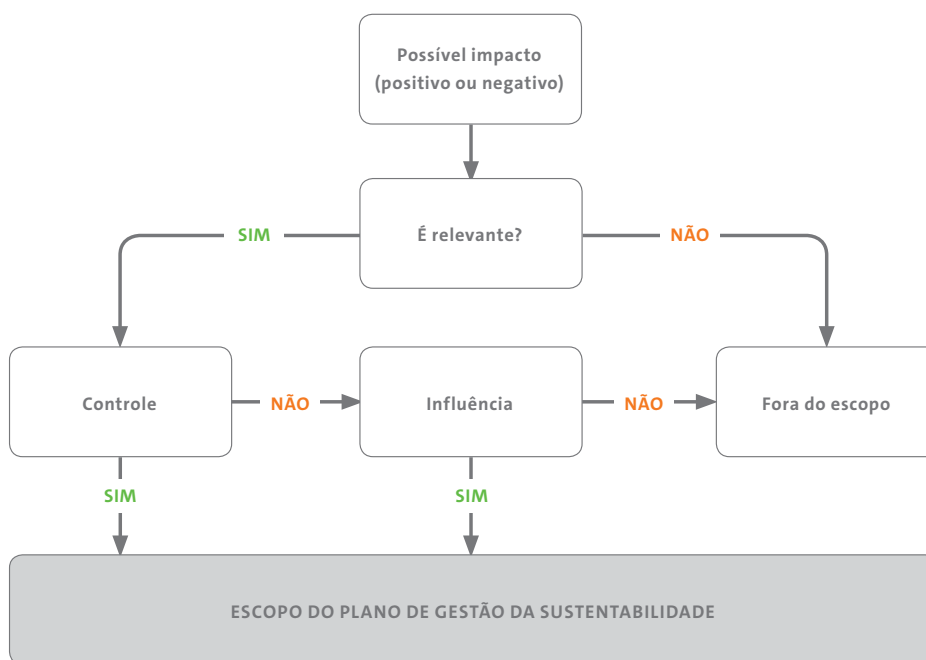 Possível impacto
(positivo ou negativo)
SIM
É relevante?
NÃO
Controle
NÃO
Influência
NÃO
Fora do escopo
SIM
SIM
ESCOPO DO PLANO DE GESTÃO DA SUSTENTABILIDADE